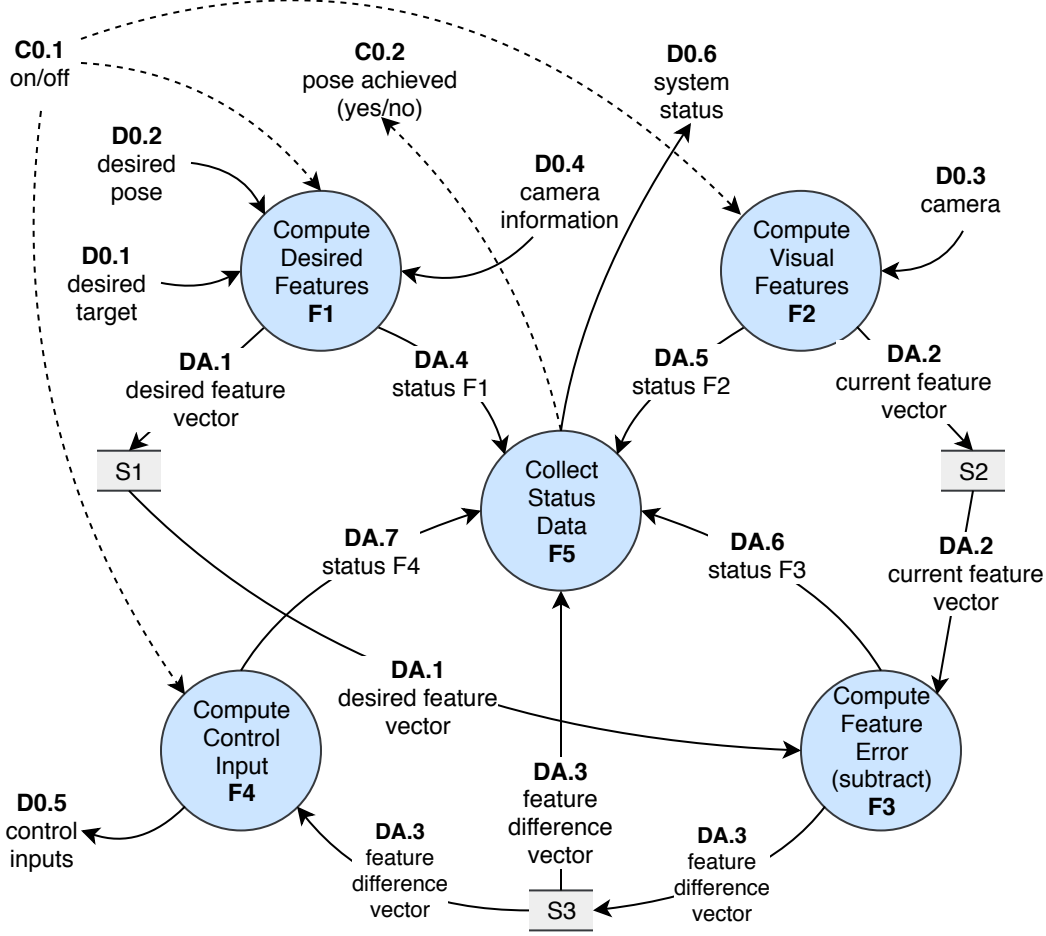 C0.1
on/off
C0.2
pose achieved
(yes/no)
D0.6
system
status
D0.2
desired
pose
D0.4
camera
information
D0.3
camera
D0.1
desired
target
Compute
Desired
Features
F1
Compute
Visual
Features
F2
DA.1
desired feature
vector
DA.4
status F1
DA.5
status F2
DA.2
current feature
vector
S1
Collect
Status
Data
F5
S2
DA.7
status F4
DA.6
status F3
DA.2
current feature
vector
DA.1
desired feature
vector
Compute
Control
Input
F4
Compute
Feature
Error
(subtract)
F3
D0.5
control
inputs
DA.3
feature
difference
vector
DA.3
feature
difference
vector
DA.3
feature
difference
vector
S3